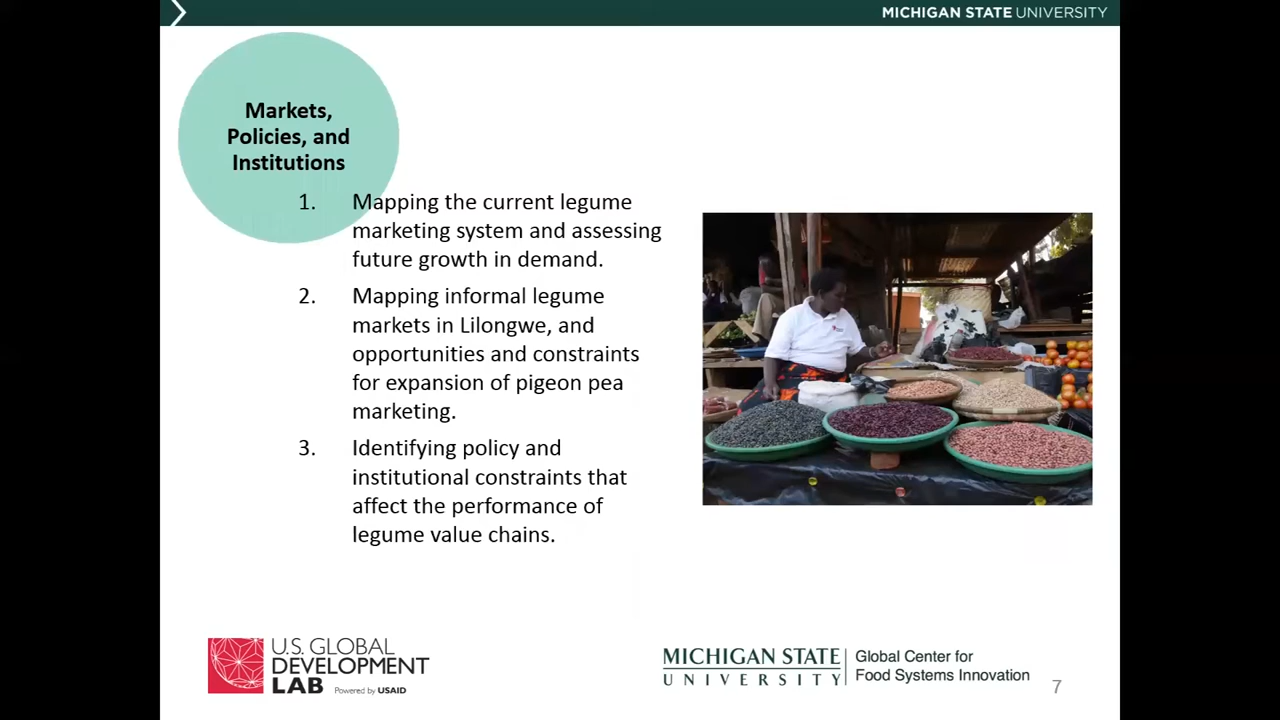 MICHIGAN STATE UNIVERSITY
Markets,
Policies, and
Institutions
1. Mapping the current legume
marketing system and assessing
future growth in demand.
2. Mapping informal legume
markets in Lilongwe, and
opportunities and constraints
for expansion of pigeon pea
marketing.
3. Identifying policy and
institutional constraints that
affect the performance of
legume value chains.
U.S. GLOBAL
DEVELOPMENT
LAB Powered by USAID
MICHIGAN STATE
UNIVERSITY
Global Center for
Food Systems Innovation
7